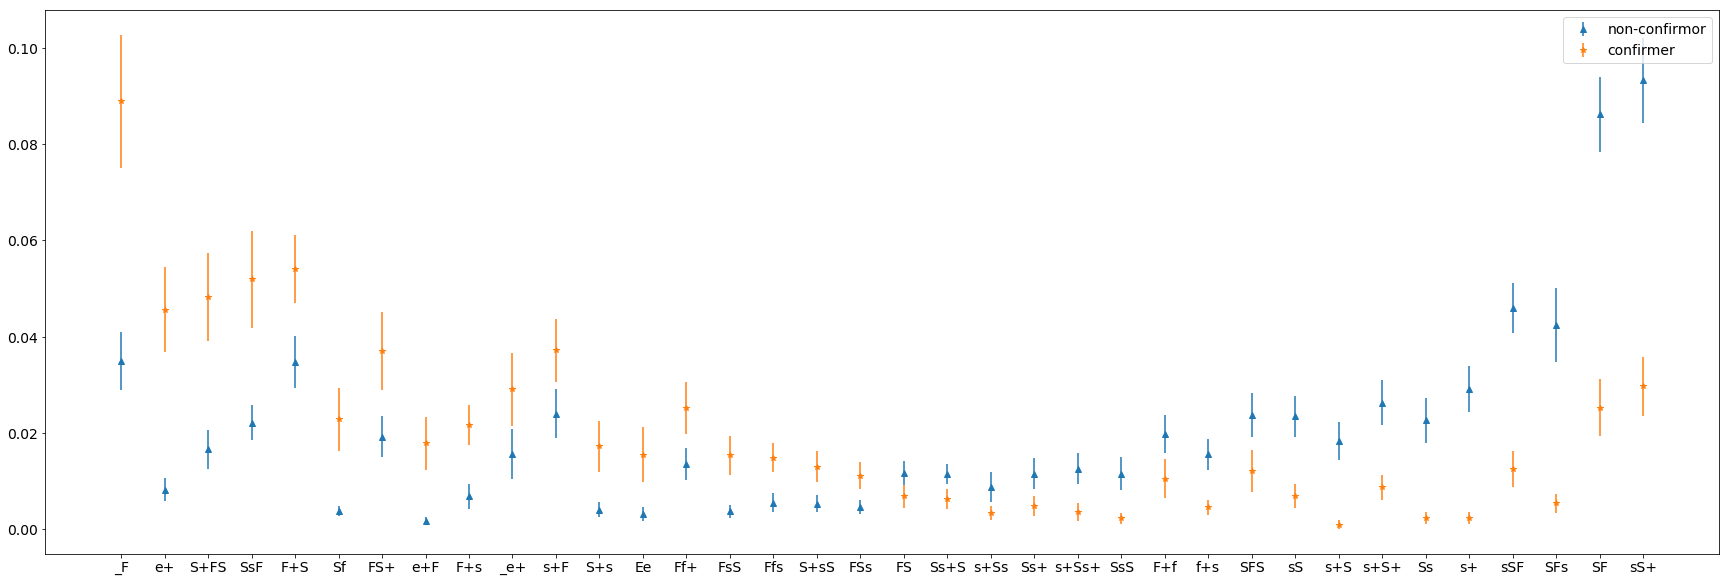 non-confirmor
confirmer
0.10
0.08
0.06
0.04
0.02
0.00
_F e+ S+FS SsF F+S Sf FS+ e+F F+s _e+ s+F S+s Ee Ff+ FsS Ffs S+sS FSs FS Ss+S s+Ss Ss+ s+Ss+ SsS F+f f+s SFS sS s+S s+S+ Ss s+ sSF SFs SF sS+